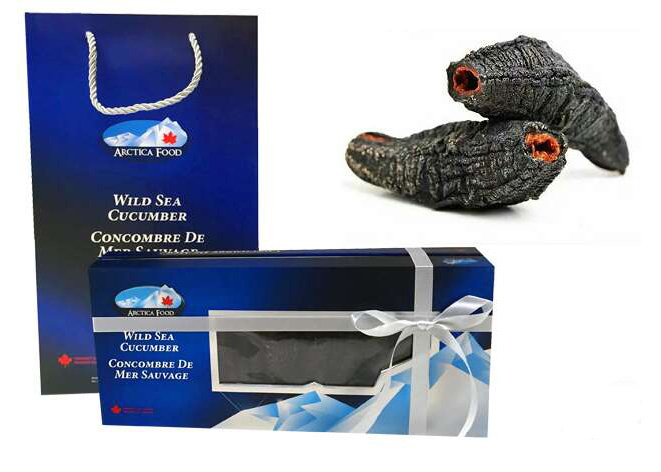 ARCTICA FOOD
WILD SEA
CUCUMBER
CONCOMBRE DE
MER SAUVAGE
ARCTICA FOOD
WILD SEA
CUCUMBER
CONCOMBRE DE
MER SAUVAGE